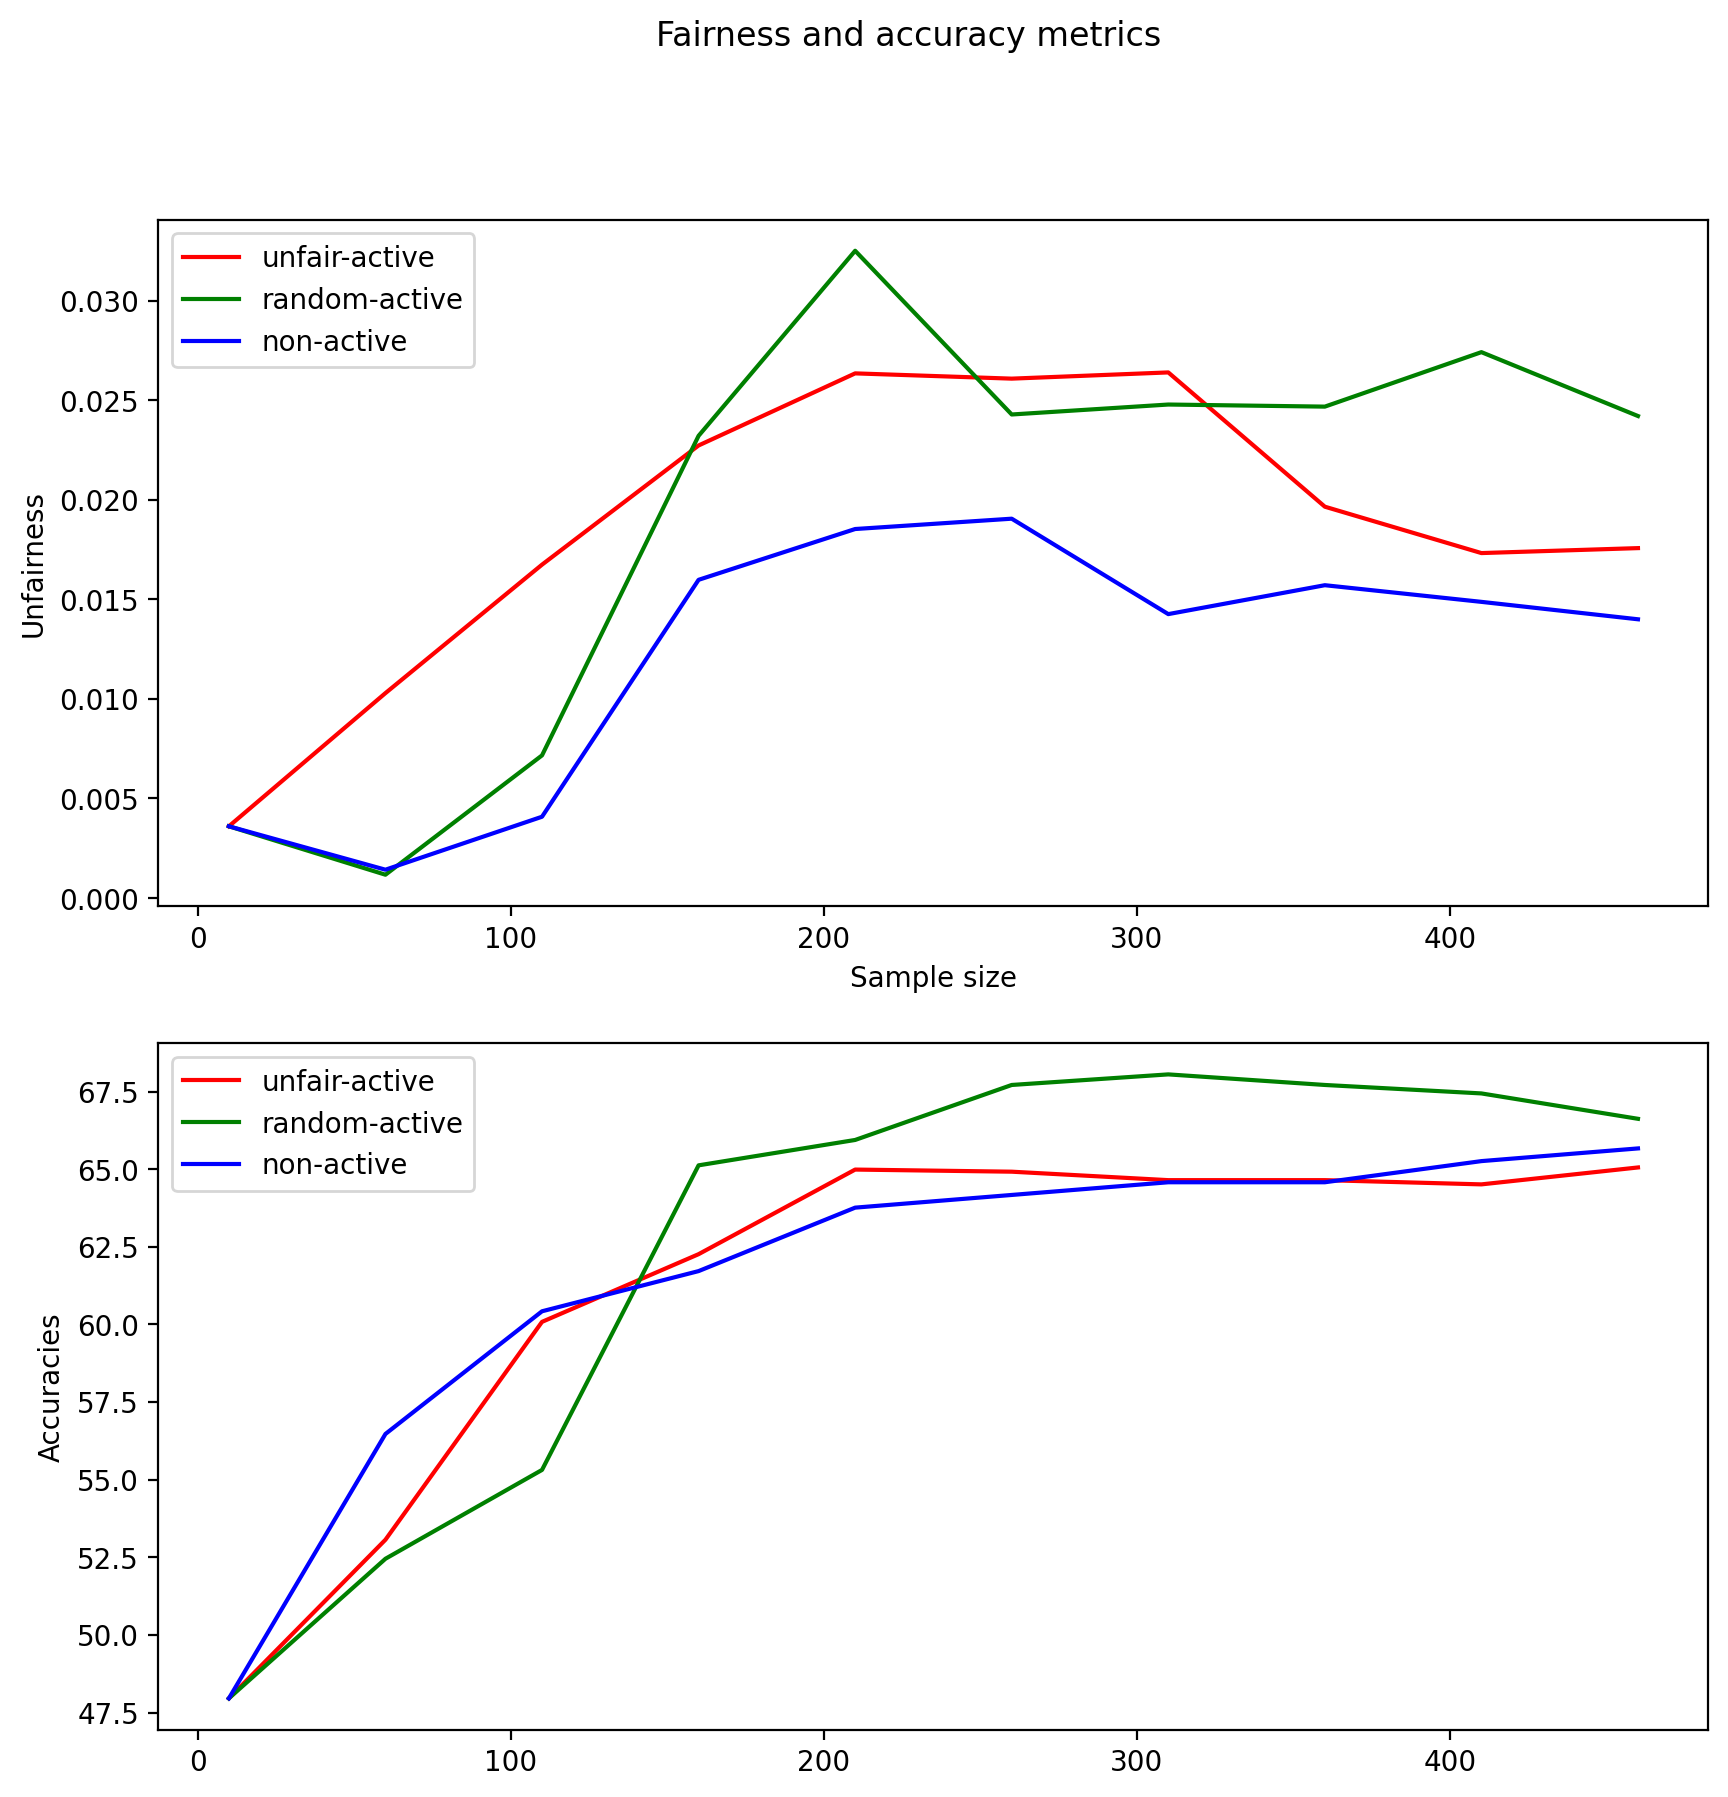 Fairness and accuracy metrics
unfair-active
random-active
non-active
0.030
0.025
0.020
0.015
0.010
0.005
0.000
Unfairness
0 100 200 300 400
Sample size
unfair-active
random-active
non-active
67.5
65.0
62.5
60.0
57.5
55.0
52.5
50.0
47.5
Accuracies
0 100 200 300 400